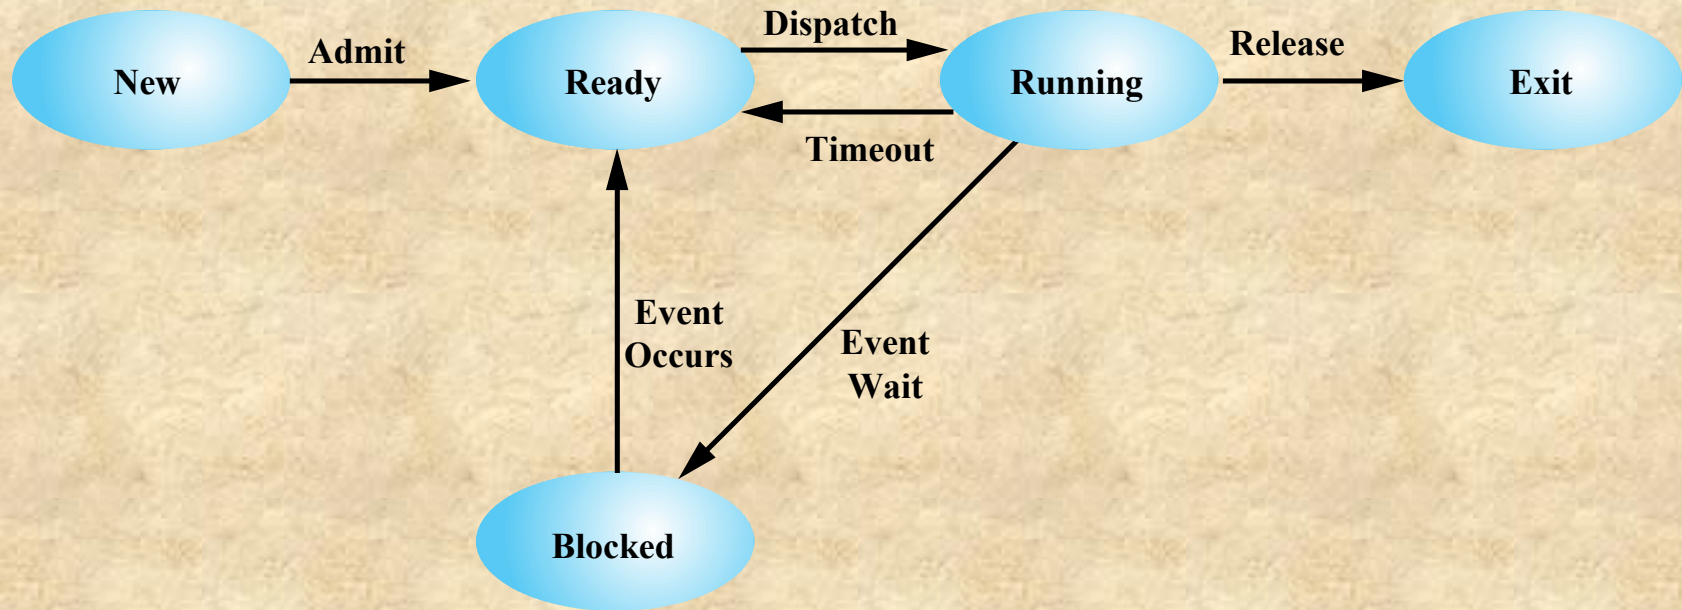 New
Admit
Ready
Dispatch
Timeout
Running
Release
Exit
Event
Occurs
Event
Wait
Blocked